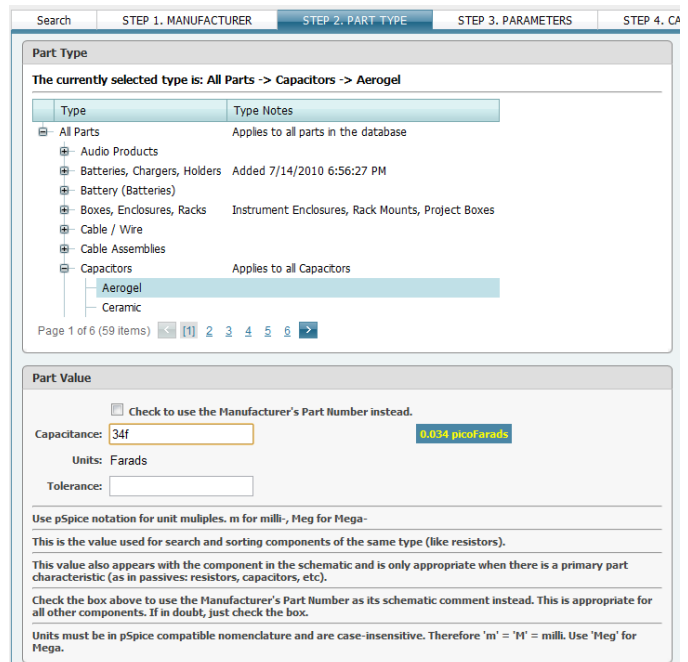 Search STEP 1. MANUFACTURER STEP 2. PART TYPE STEP 3. PARAMETERS STEP 4. CA
Part Type
The currently selected type is: All Parts -> Capacitors -> Aerogel
Type Type Notes
All Parts Applies to all parts in the database
Audio Products
Batteries, Chargers, Holders Added 7/14/2010 6:56:27 PM
Battery (Batteries)
Boxes, Enclosures, Racks Instrument Enclosures, Rack Mounts, Project Boxes
Cable / Wire
Cable Assemblies
Capacitors Applies to all Capacitors
Aerogel
Ceramic
Page 1 of 6 (59 items) < [1] 2 3 4 5 6 >
Part Value
Check to use the Manufacturer's Part Number instead.
Capacitance: 34f 0.034 picoFarads
Units: Farads
Tolerance:
Use pSpice notation for unit muliples. m for milli-, Meg for Mega-
This is the value used for search and sorting components of the same type (like resistors).
This value also appears with the component in the schematic and is only appropriate when there is a primary part
characteristic (as in passives: resistors, capacitors, etc).
Check the box above to use the Manufacturer's Part Number as its schematic comment instead. This is appropriate for
all other components. If in doubt, just check the box.
Units must be in pSpice compatible nomenclature and are case-insensitive. Therefore 'm' = 'M' = milli. Use 'Meg' for
Mega.